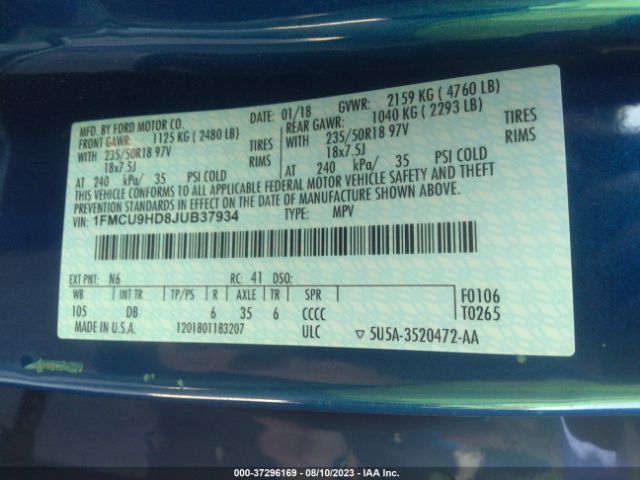 MFD. BY FORD MOTOR CO. DATE: 01/18 GVWR: 2159 KG ( 4760 LB)
FRONT GAWR: 1125 KG ( 2480 LB) REAR GAWR: 1040 KG ( 2293 LB)
WITH 235/50R18 97V 235/50R18 97V TIRES
18x7.5J WITH 18x7.5J RIMS
AT 240 kPa/ 35 PSI COLD AT 240 kPa/ 35 PSI COLD
THIS VEHICLE CONFORMS TO ALL APPLICABLE FEDERAL MOTOR VEHICLE SAFETY AND THEFT
PREVENTION STANDARDS IN EFFECT ON THE DATE OF MANUFACTURE SHOWN ABOVE.
VIN: 1FMCU9HD8JUB37934 TYPE: MPV
EXT PNT: N6 RC: 41 DSO:
WB INT TR TP/PS R AXLE TR SPR F0106
105 DB 6 35 6 CCCC T0265
MADE IN U.S.A. 1201801183207 ULC ▽ 5U5A-3520472-AA
000-37296169 - 08/10/2023 - IAA Inc.